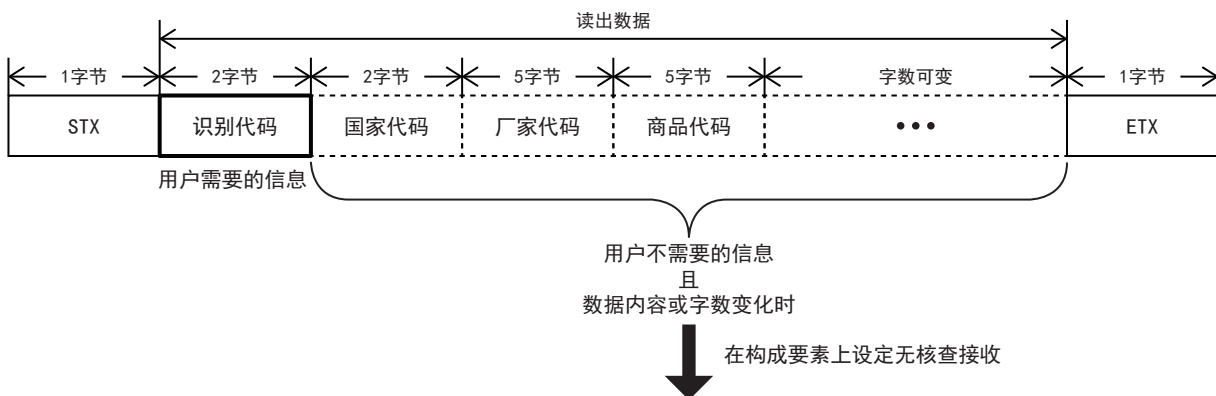 读出数据
1字节 2字节 2字节 5字节 5字节 字数可变 1字节
STX 识别代码 国家代码 厂家代码 商品代码 ••• ETX
用户需要的信息
用户不需要的信息
且
数据内容或字数变化时
在构成要素上设定无核查接收